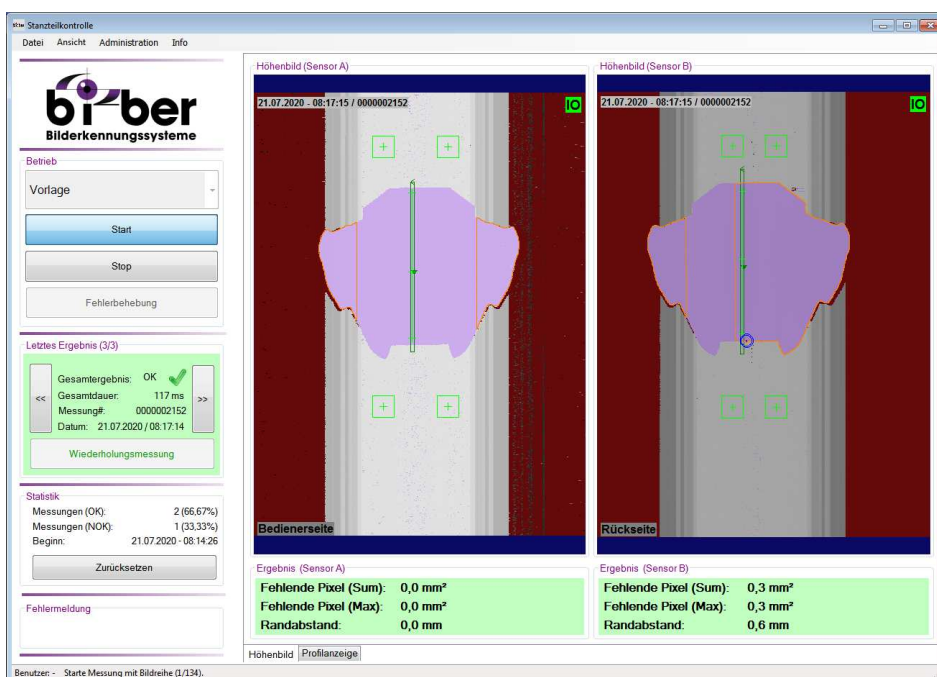 Stanzteilkontrolle
Datei Ansicht Administration Info
bi-ber
Bilderkennungssysteme
Betrieb
Vorlage
Start
Stop
Fehlerbehebung
Letztes Ergebnis (3/3)
<<
Gesamtergebnis: OK
Gesamtdauer: 117 ms
Messung#: 0000002152
Datum: 21.07.2020 / 08:17:14
>>
Wiederholungsmessung
Statistik
Messungen (OK): 2 (66,67%)
Messungen (NOK): 1 (33,33%)
Beginn: 21.07.2020 - 08:14:26
Zurücksetzen
Fehlermeldung
Höhenbild (Sensor A)
21.07.2020 - 08:17:15 / 0000002152
IO
Bedienerseite
Ergebnis (Sensor A)
Fehlende Pixel (Sum): 0,0 mm²
Fehlende Pixel (Max): 0,0 mm²
Randabstand: 0,0 mm
Höhenbild (Sensor B)
21.07.2020 - 08:17:15 / 0000002152
IO
Rückseite
Ergebnis (Sensor B)
Fehlende Pixel (Sum): 0,3 mm²
Fehlende Pixel (Max): 0,3 mm²
Randabstand: 0,6 mm
Höhenbild Profilanzeige
Benutzer: - Starte Messung mit Bildreihe (1/134).